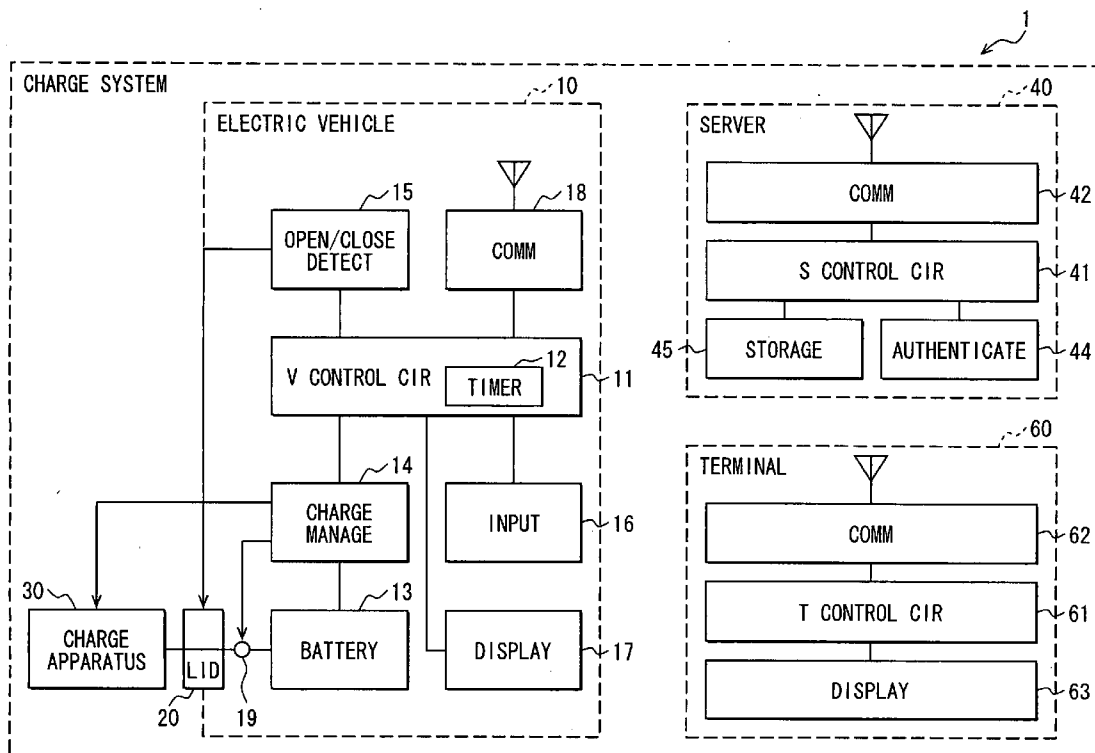 1
CHARGE SYSTEM
10
ELECTRIC VEHICLE
15
OPEN/CLOSE
DETECT
18
COMM
V CONTROL CIR
12
TIMER
11
14
CHARGE
MANAGE
INPUT
16
30
CHARGE
APPARATUS
LID
20
19
13
BATTERY
DISPLAY
17
40
SERVER
COMM
42
S CONTROL CIR
41
45
STORAGE
AUTHENTICATE
44
60
TERMINAL
COMM
62
T CONTROL CIR
61
DISPLAY
63